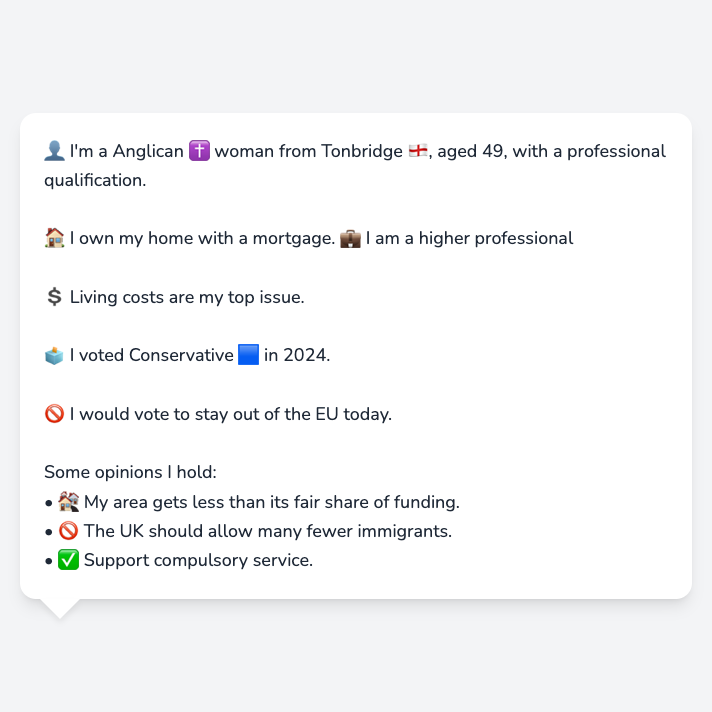 👤 I'm a Anglican ✝️ woman from Tonbridge 🏴󠁧󠁢󠁥󠁮󠁧󠁿, aged 49, with a professional
qualification.
🏠 I own my home with a mortgage. 💼 I am a higher professional
💲 Living costs are my top issue.
🗳️ I voted Conservative 🟦 in 2024.
🚫 I would vote to stay out of the EU today.
Some opinions I hold:
• 🏘️ My area gets less than its fair share of funding.
• 🚫 The UK should allow many fewer immigrants.
• ✅ Support compulsory service.